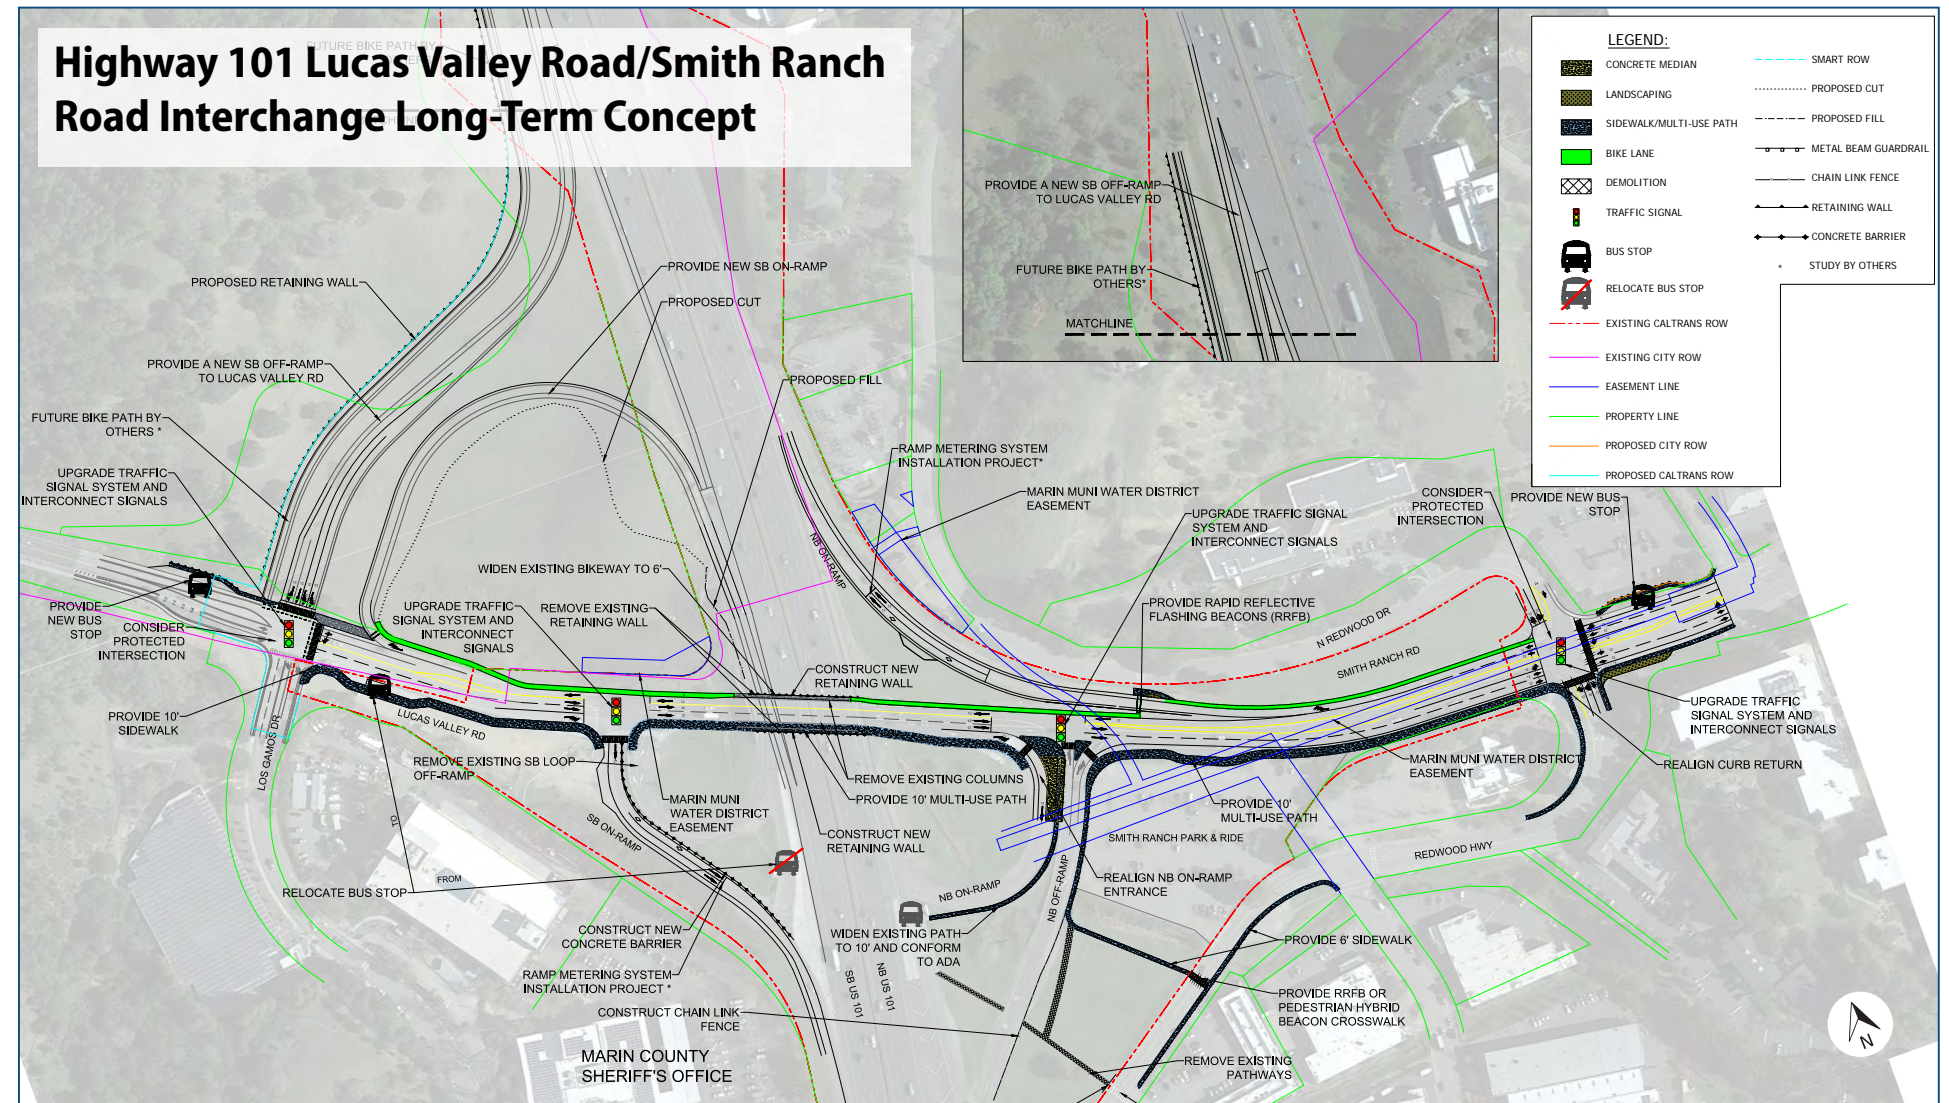 Highway 101 Lucas Valley Road/Smith Ranch
Road Interchange Long-Term Concept
FUTURE BIKE PATH BY
PROVIDE A NEW SB OFF-RAMP
TO LUCAS VALLEY RD
FUTURE BIKE PATH BY
OTHERS*
MATCHLINE
LEGEND:
CONCRETE MEDIAN
LANDSCAPING
SIDEWALK/MULTI-USE PATH
BIKE LANE
DEMOLITION
TRAFFIC SIGNAL
BUS STOP
RELOCATE BUS STOP
EXISTING CALTRANS ROW
EXISTING CITY ROW
EASEMENT LINE
PROPERTY LINE
PROPOSED CITY ROW
PROPOSED CALTRANS ROW
SMART ROW
PROPOSED CUT
PROPOSED FILL
METAL BEAM GUARDRAIL
CHAIN LINK FENCE
RETAINING WALL
CONCRETE BARRIER
* STUDY BY OTHERS
PROPOSED RETAINING WALL
PROVIDE NEW SB ON-RAMP
PROPOSED CUT
PROVIDE A NEW SB OFF-RAMP
TO LUCAS VALLEY RD
PROPOSED FILL
FUTURE BIKE PATH BY
OTHERS *
UPGRADE TRAFFIC
SIGNAL SYSTEM AND
INTERCONNECT SIGNALS
RAMP METERING SYSTEM
INSTALLATION PROJECT*
MARIN MUNI WATER DISTRICT
EASEMENT
UPGRADE TRAFFIC SIGNAL
SYSTEM AND
INTERCONNECT SIGNALS
CONSIDER
PROTECTED
INTERSECTION
PROVIDE NEW BUS
STOP
NB ON-RAMP
WIDEN EXISTING BIKEWAY TO 6'
PROVIDE
NEW BUS
STOP
CONSIDER
PROTECTED
INTERSECTION
UPGRADE TRAFFIC
SIGNAL SYSTEM AND
INTERCONNECT
SIGNALS
REMOVE EXISTING
RETAINING WALL
PROVIDE RAPID REFLECTIVE
FLASHING BEACONS (RRFB)
N REDWOOD DR
SMITH RANCH RD
CONSTRUCT NEW
RETAINING WALL
PROVIDE 10'
SIDEWALK
LUCAS VALLEY RD
LOS GAMOS DR
UPGRADE TRAFFIC
SIGNAL SYSTEM AND
INTERCONNECT SIGNALS
REMOVE EXISTING SB LOOP
OFF-RAMP
REMOVE EXISTING COLUMNS
PROVIDE 10' MULTI-USE PATH
MARIN MUNI WATER DISTRICT
EASEMENT
REALIGN CURB RETURN
MARIN MUNI
WATER DISTRICT
EASEMENT
PROVIDE 10'
MULTI-USE PATH
TO
SB ON-RAMP
CONSTRUCT NEW
RETAINING WALL
SMITH RANCH PARK & RIDE
REDWOOD HWY
RELOCATE BUS STOP
FROM
NB ON-RAMP
NB OFF-RAMP
REALIGN NB ON-RAMP
ENTRANCE
CONSTRUCT NEW
CONCRETE BARRIER
WIDEN EXISTING PATH
TO 10' AND CONFORM
TO ADA
PROVIDE 6' SIDEWALK
RAMP METERING SYSTEM
INSTALLATION PROJECT *
SB US 101
NB US 101
CONSTRUCT CHAIN LINK
FENCE
PROVIDE RRFB OR
PEDESTRIAN HYBRID
BEACON CROSSWALK
MARIN COUNTY
SHERIFF'S OFFICE
REMOVE EXISTING
PATHWAYS
N